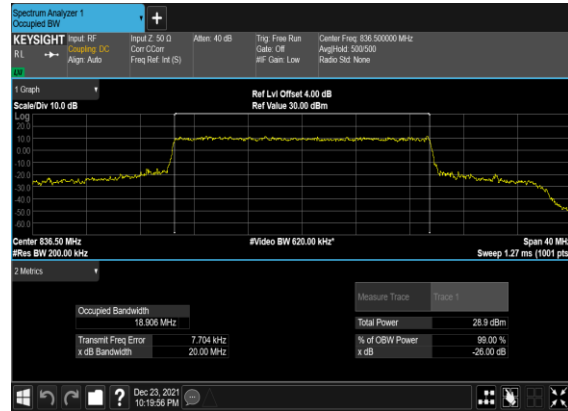 Spectrum Analyzer 1
Occupied BW
KEYSIGHT Input: RF Input Z: 50 Ω Atten: 40 dB Trig: Free Run Center Freq: 836.500000 MHz
RL Coupling: DC Corr CCorr Gate: Off Avg|Hold: 500/500
Align: Auto Freq Ref: Int (S) #IF Gain: Low Radio Std: None
LW
1 Graph
Ref Lvl Offset 4.00 dB
Scale/Div 10.0 dB Ref Value 30.00 dBm
Log
20.0
10.0
0.00
-10.0
-20.0
-30.0
-40.0
-50.0
-60.0
Center 836.50 MHz #Video BW 620.00 kHz* Span 40 MHz
#Res BW 200.00 kHz Sweep 1.27 ms (1001 pts)
2 Metrics
Measure Trace Trace 1
Occupied Bandwidth
18.906 MHz Total Power 28.9 dBm
Transmit Freq Error 7.704 kHz % of OBW Power 99.00 %
x dB Bandwidth 20.00 MHz x dB -26.00 dB
? Dec 23, 2021
10:19:56 PM